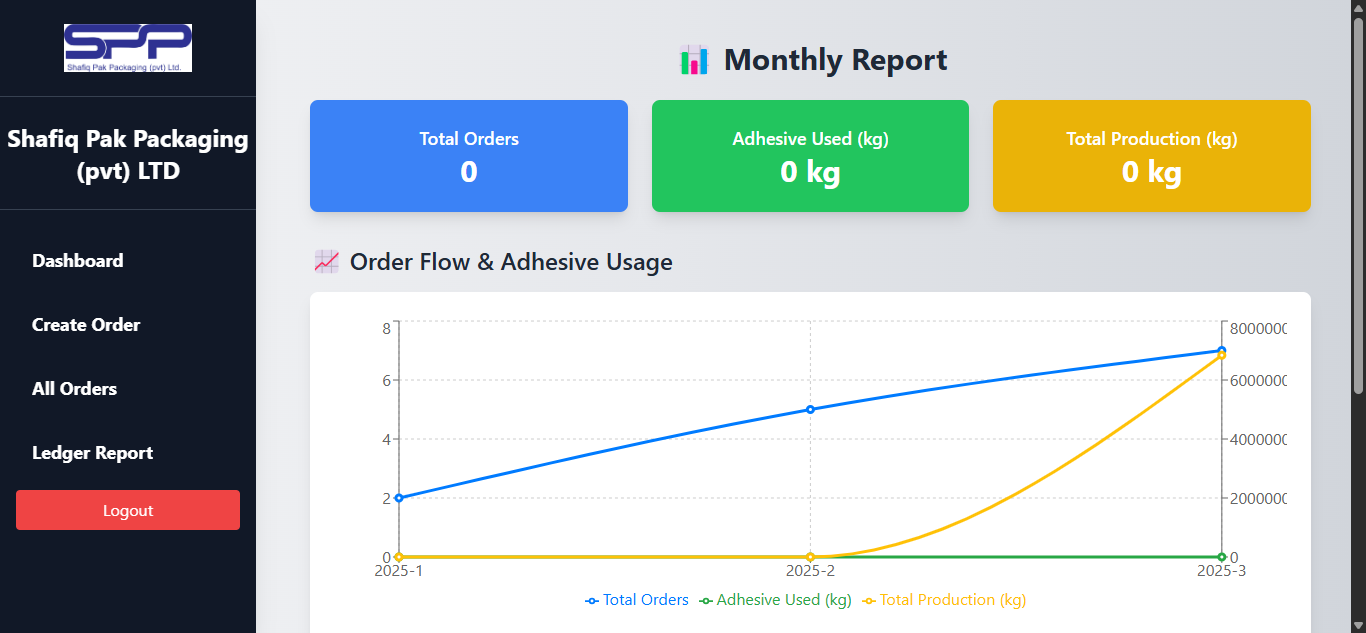 SPP
Shafiq Pak Packaging (pvt) Ltd.
Shafiq Pak Packaging
(pvt) LTD
Dashboard
Create Order
All Orders
Ledger Report
Logout
Monthly Report
Total Orders
0
Adhesive Used (kg)
0 kg
Total Production (kg)
0 kg
Order Flow & Adhesive Usage
8
6
4
2
0
8000000
6000000
4000000
2000000
0
2025-1 2025-2 2025-3
Total Orders Adhesive Used (kg) Total Production (kg)